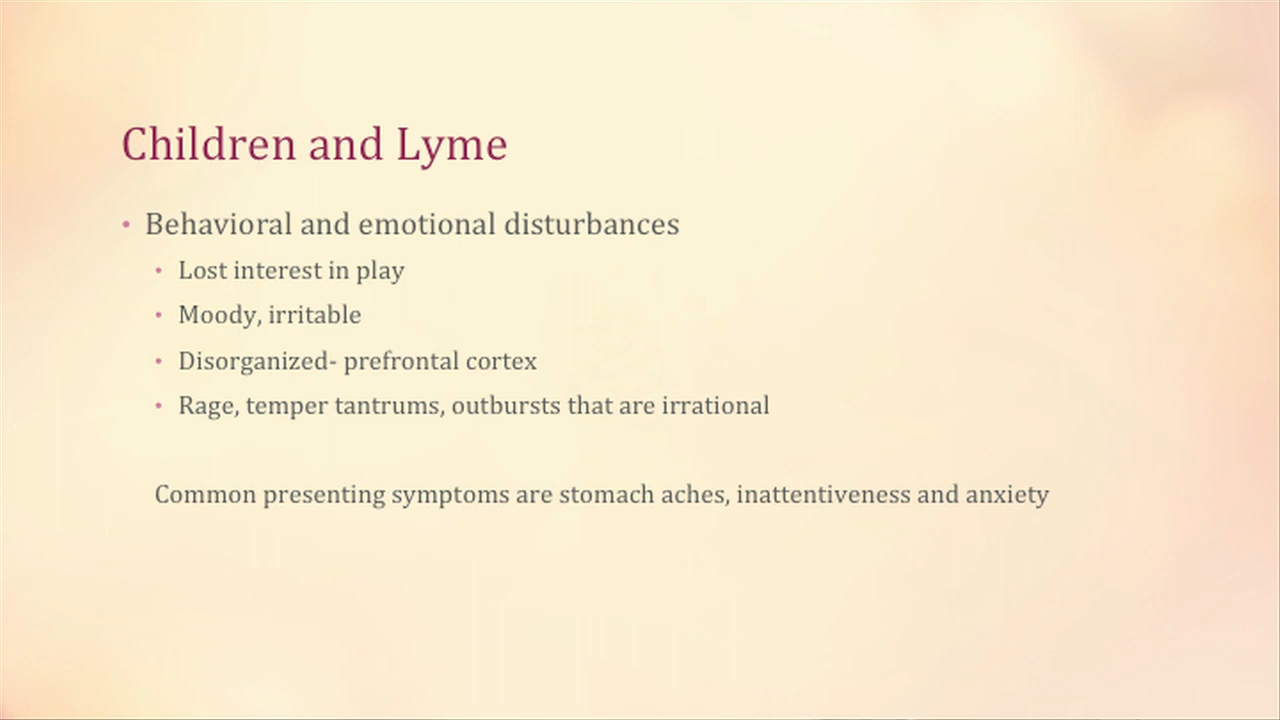 Children and Lyme
• Behavioral and emotional disturbances
• Lost interest in play
• Moody, irritable
• Disorganized- prefrontal cortex
• Rage, temper tantrums, outbursts that are irrational
Common presenting symptoms are stomach aches, inattentiveness and anxiety